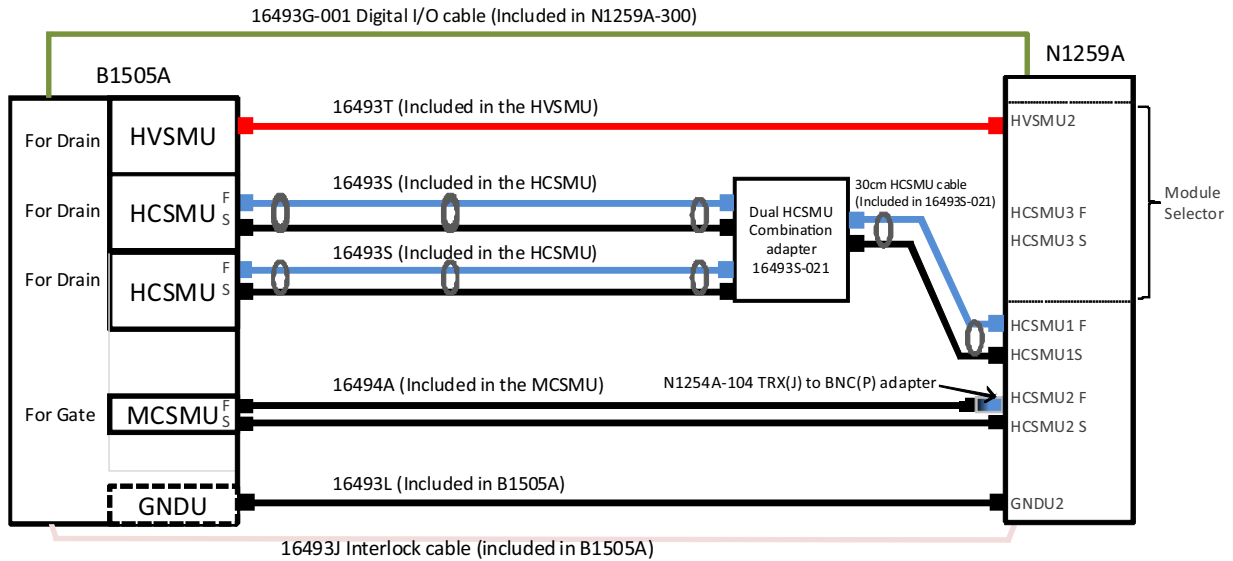 16493G-001 Digital I/O cable (Included in N1259A-300)
N1259A
B1505A
16493T (Included in the HVSMU)
For Drain
HVSMU
HVSMU2
16493S (Included in the HCSMU)
30cm HCSMU cable
(Included in 16493S-021)
Module
Selector
For Drain
HCSMU
F
S
Dual HCSMU
Combination
adapter
16493S-021
HCSMU3 F
HCSMU3 S
16493S (Included in the HCSMU)
For Drain
HCSMU
F
S
HCSMU1 F
HCSMU1S
16494A (Included in the MCSMU)
N1254A-104 TRX(J) to BNC(P) adapter
For Gate
MCSMU
F
S
HCSMU2 F
HCSMU2 S
16493L (Included in B1505A)
GNDU
GNDU2
16493J Interlock cable (included in B1505A)